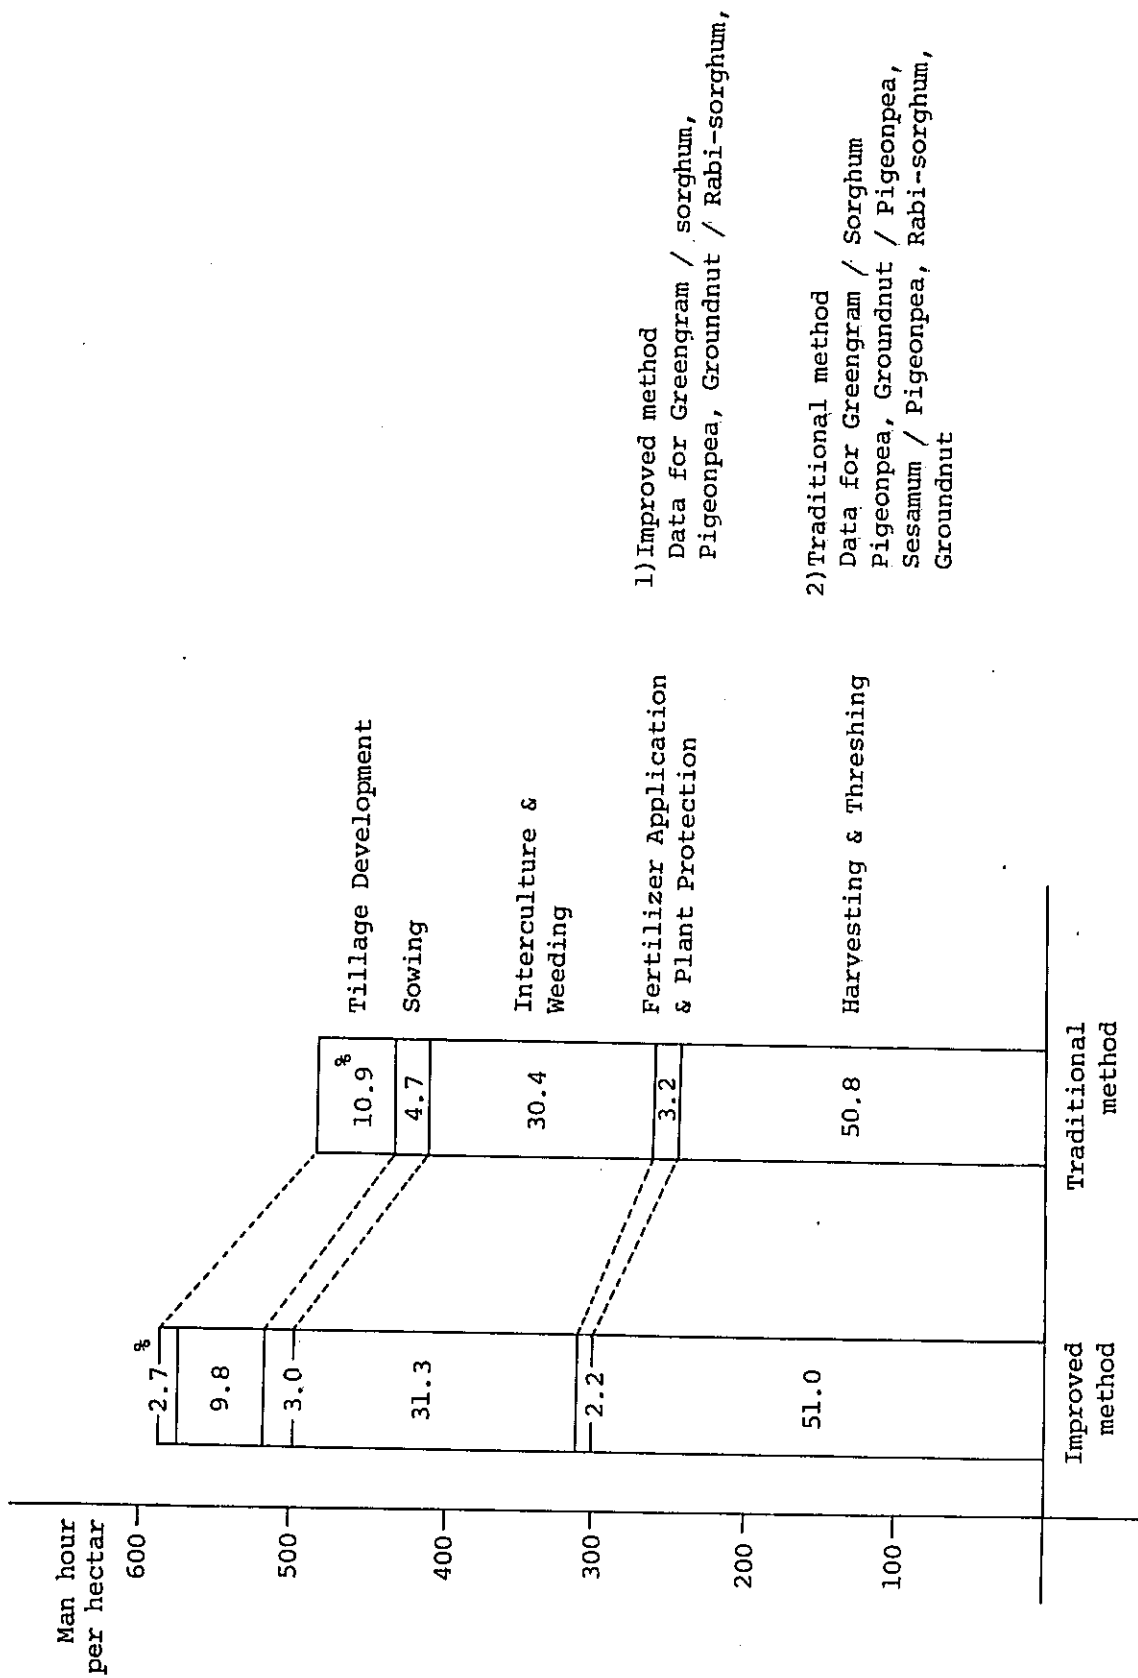 Man hour
per hectar
600
500
400
300
200
100
2.7
%
9.8
3.0
31.3
2.2
51.0
Improved
method
10.9
%
4.7
30.4
3.2
50.8
Traditional
method
Tillage Development
Sowing
Interculture &
Weeding
Fertilizer Application
& Plant Protection
Harvesting & Threshing
1)Improved method
Data for Greengram / sorghum,
Pigeonpea, Groundnut / Rabi-sorghum,
2)Traditional method
Data for Greengram / Sorghum
Pigeonpea, Groundnut / Pigeonpea,
Sesamum / Pigeonpea, Rabi-sorghum,
Groundnut